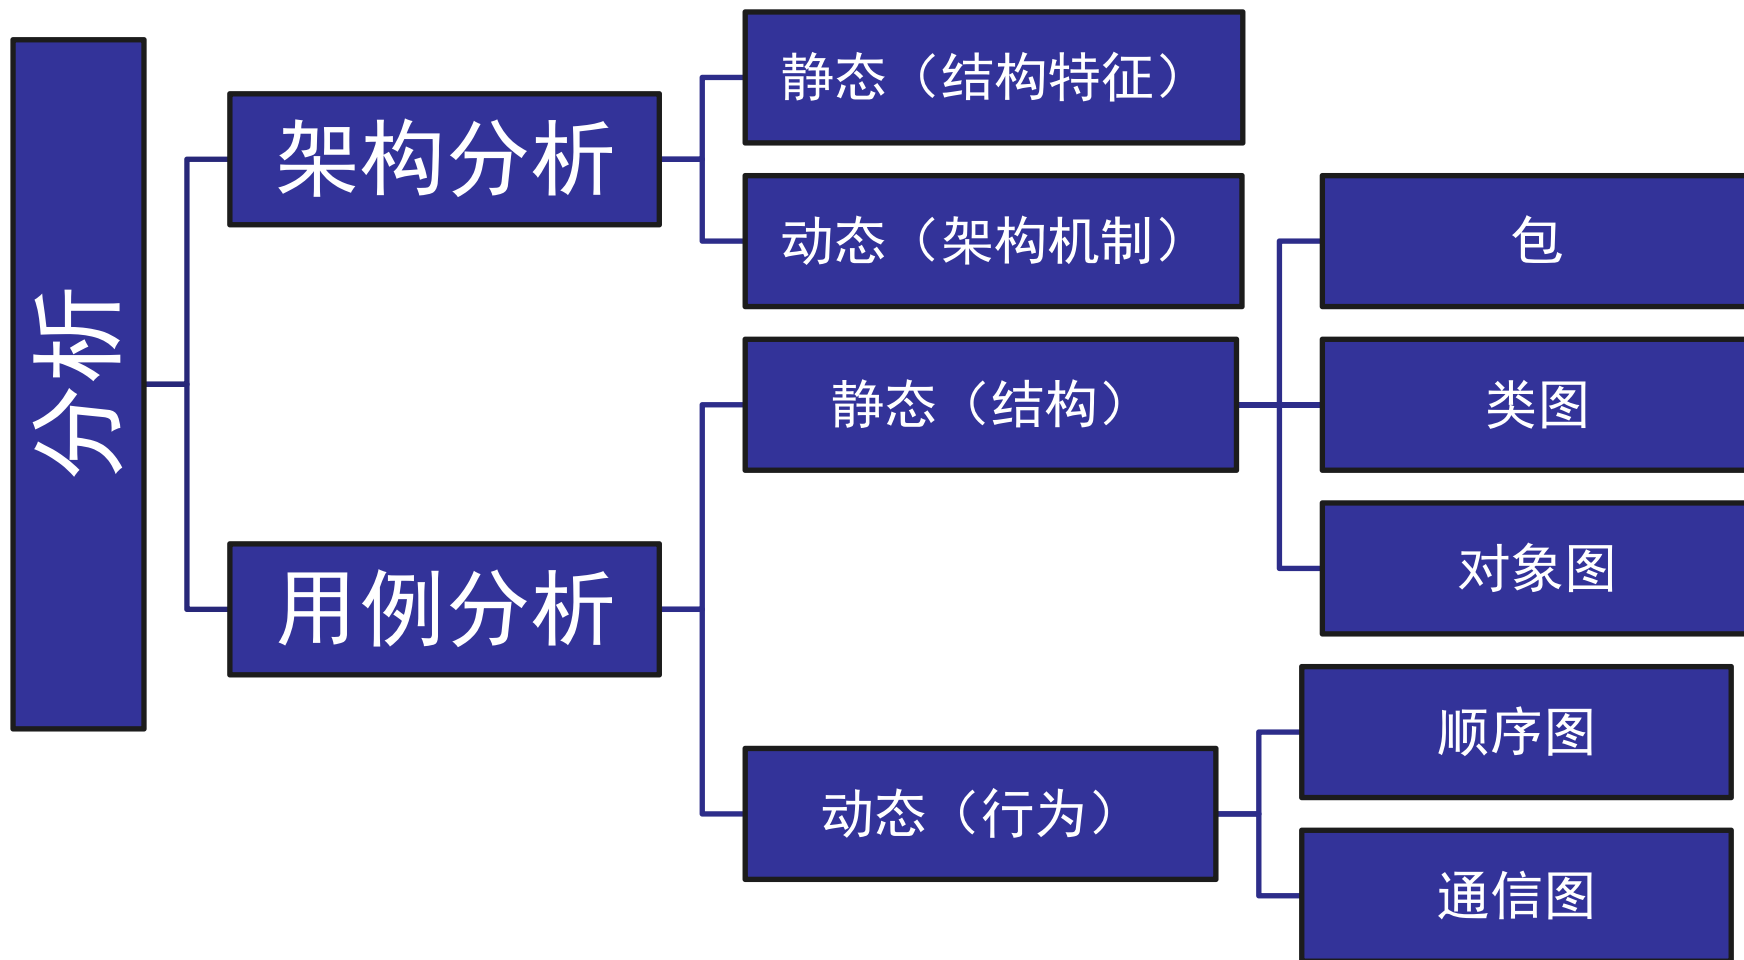 分析
架构分析
静态（结构特征）
动态（架构机制）
用例分析
静态（结构）
包
类图
对象图
动态（行为）
顺序图
通信图